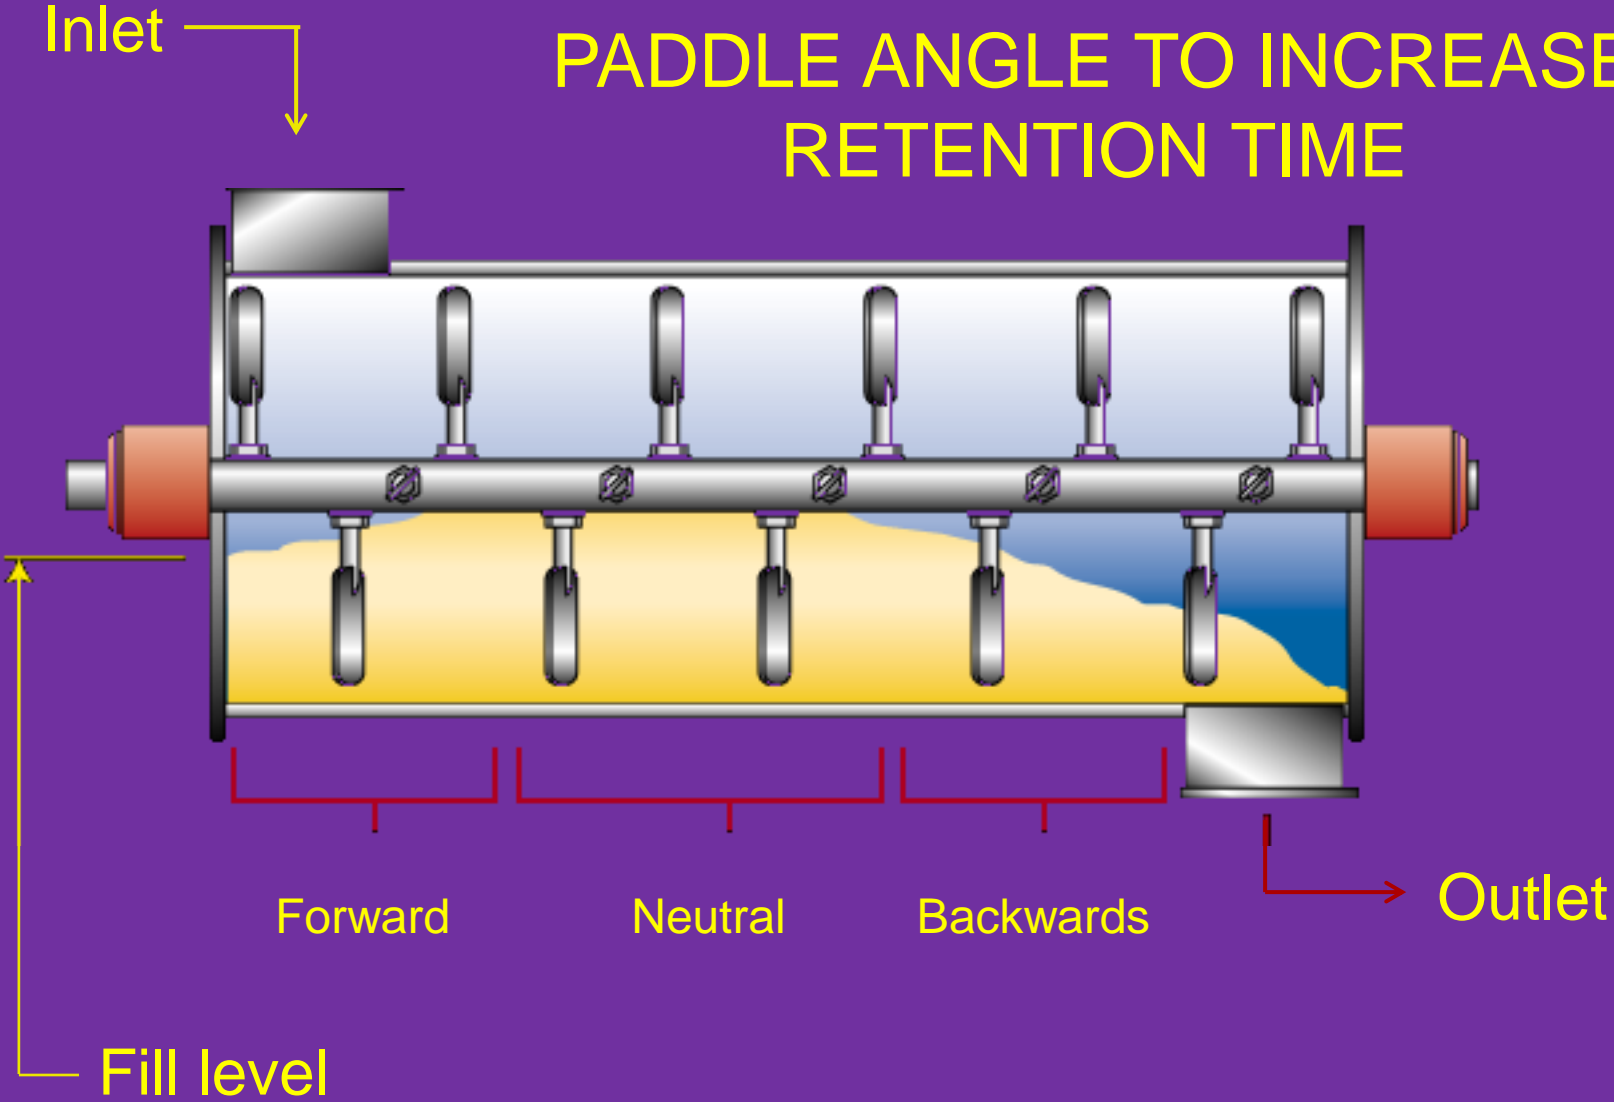 Inlet
PADDLE ANGLE TO INCREASE
RETENTION TIME
Forward
Neutral
Backwards
Outlet
Fill level